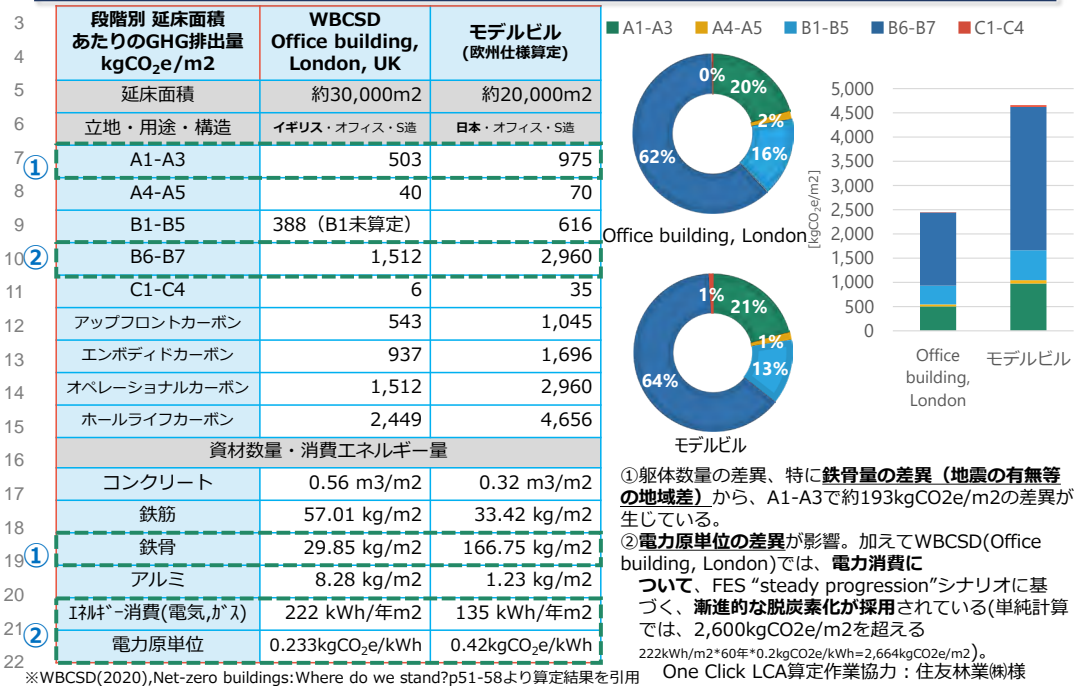 3
4
5
6
7
8
9
10
11
12
13
14
15
16
17
18
19
20
21
22
段階別 延床面積
あたりのGHG排出量
kgCO₂e/m2
WBCSD
Office building,
London, UK
モデルビル
(欧州仕様算定)
延床面積 約30,000m2 約20,000m2
立地・用途・構造 イギリス・オフィス・S造 日本・オフィス・S造
① A1-A3 503 975
A4-A5 40 70
B1-B5 388（B1未算定） 616
② B6-B7 1,512 2,960
C1-C4 6 35
アップフロントカーボン 543 1,045
エンボディドカーボン 937 1,696
オペレーショナルカーボン 1,512 2,960
ホールライフカーボン 2,449 4,656
資材数量・消費エネルギー量
コンクリート 0.56 m3/m2 0.32 m3/m2
鉄筋 57.01 kg/m2 33.42 kg/m2
① 鉄骨 29.85 kg/m2 166.75 kg/m2
アルミ 8.28 kg/m2 1.23 kg/m2
② ｴﾈﾙｷﾞｰ消費(電気,ｶﾞｽ) 222 kWh/年m2 135 kWh/年m2
電力原単位 0.233kgCO₂e/kWh 0.42kgCO₂e/kWh
※WBCSD(2020),Net-zero buildings:Where do we stand?p51-58より算定結果を引用
A1-A3 A4-A5 B1-B5 B6-B7 C1-C4
0% 20%
2%
16%
62%
Office building, London
1% 21%
1%
13%
64%
モデルビル
[kgCO₂e/m2]
5,000
4,500
4,000
3,500
3,000
2,500
2,000
1,500
1,000
500
0
Office
building,
London
モデルビル
①躯体数量の差異、特に鉄骨量の差異（地震の有無等
の地域差）から、A1-A3で約193kgCO2e/m2の差異が
生じている。
②電力原単位の差異が影響。加えてWBCSD(Office
building, London)では、電力消費に
ついて、FES “steady progression”シナリオに基
づく、漸進的な脱炭素化が採用されている(単純計算
では、2,600kgCO2e/m2を超える
222kWh/m2*60年*0.2kgCO2e/kWh=2,664kgCO2e/m2)。
One Click LCA算定作業協力：住友林業㈱様